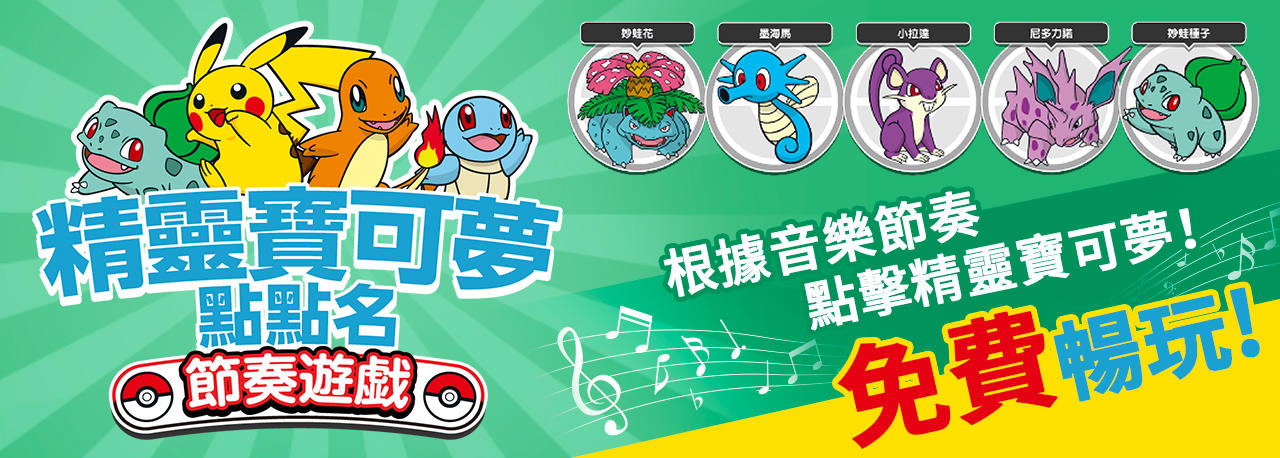 精靈寶可夢
點點名
節奏遊戲
妙蛙花
墨海馬
小拉達
尼多力諾
妙蛙種子
根據音樂節奏
點擊精靈寶可夢!
免費暢玩!